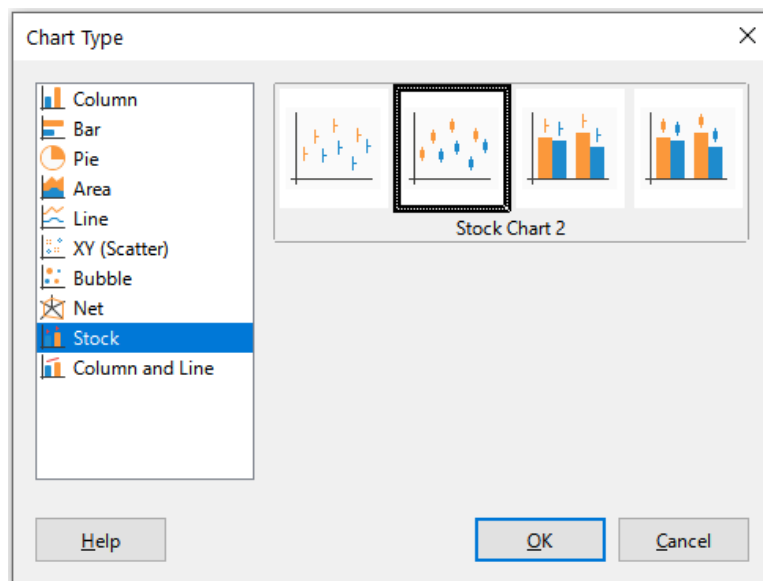 Chart Type
Column
Bar
Pie
Area
Line
XY (Scatter)
Bubble
Net
Stock
Column and Line
Stock Chart 2
Help
OK
Cancel